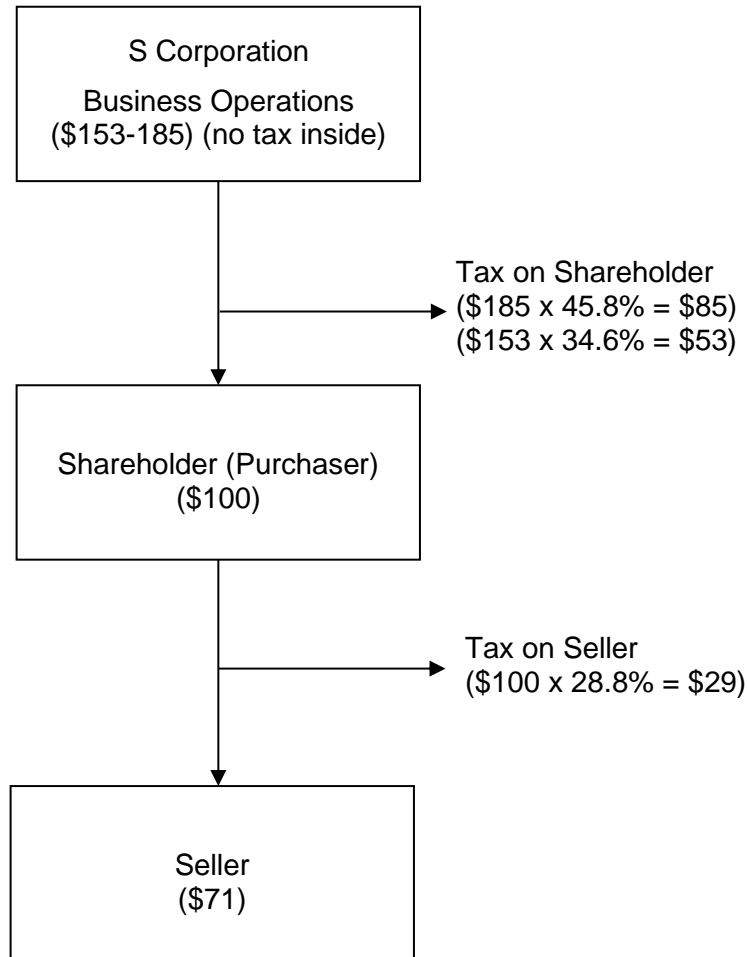 S Corporation
Business Operations
($153-185) (no tax inside)
Tax on Shareholder
($185 x 45.8% = $85)
($153 x 34.6% = $53)
Shareholder (Purchaser)
($100)
Tax on Seller
($100 x 28.8% = $29)
Seller
($71)